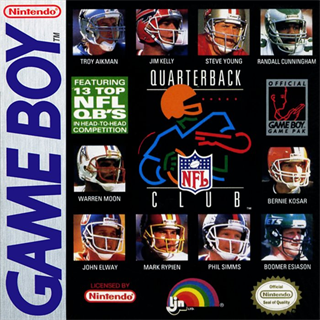 Nintendo
GAME BOY
TM
TROY AIKMAN
JIM KELLY
STEVE YOUNG
RANDALL CUNNINGHAM
FEATURING
13 TOP
NFL
Q.B'S
IN HEAD-TO-HEAD
COMPETITION
QUARTERBACK
NFL
CLUB
TM
OFFICIAL
GAME BOY
GAME PAK
WARREN MOON
BERNIE KOSAR
JOHN ELWAY
MARK RYPIEN
PHIL SIMMS
BOOMER ESIASON
LICENSED BY
Nintendo
LJN
Official
Nintendo
Seal of Quality